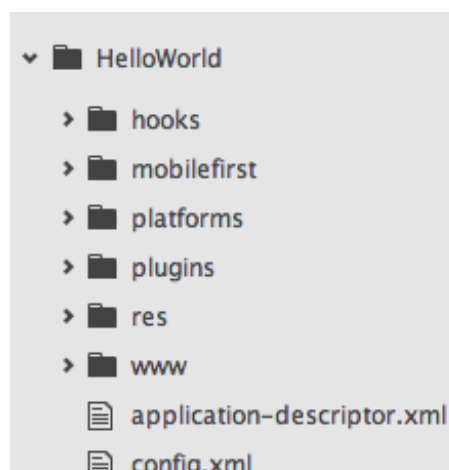 HelloWorld
hooks
mobilefirst
platforms
plugins
res
www
application-descriptor.xml
config.xml